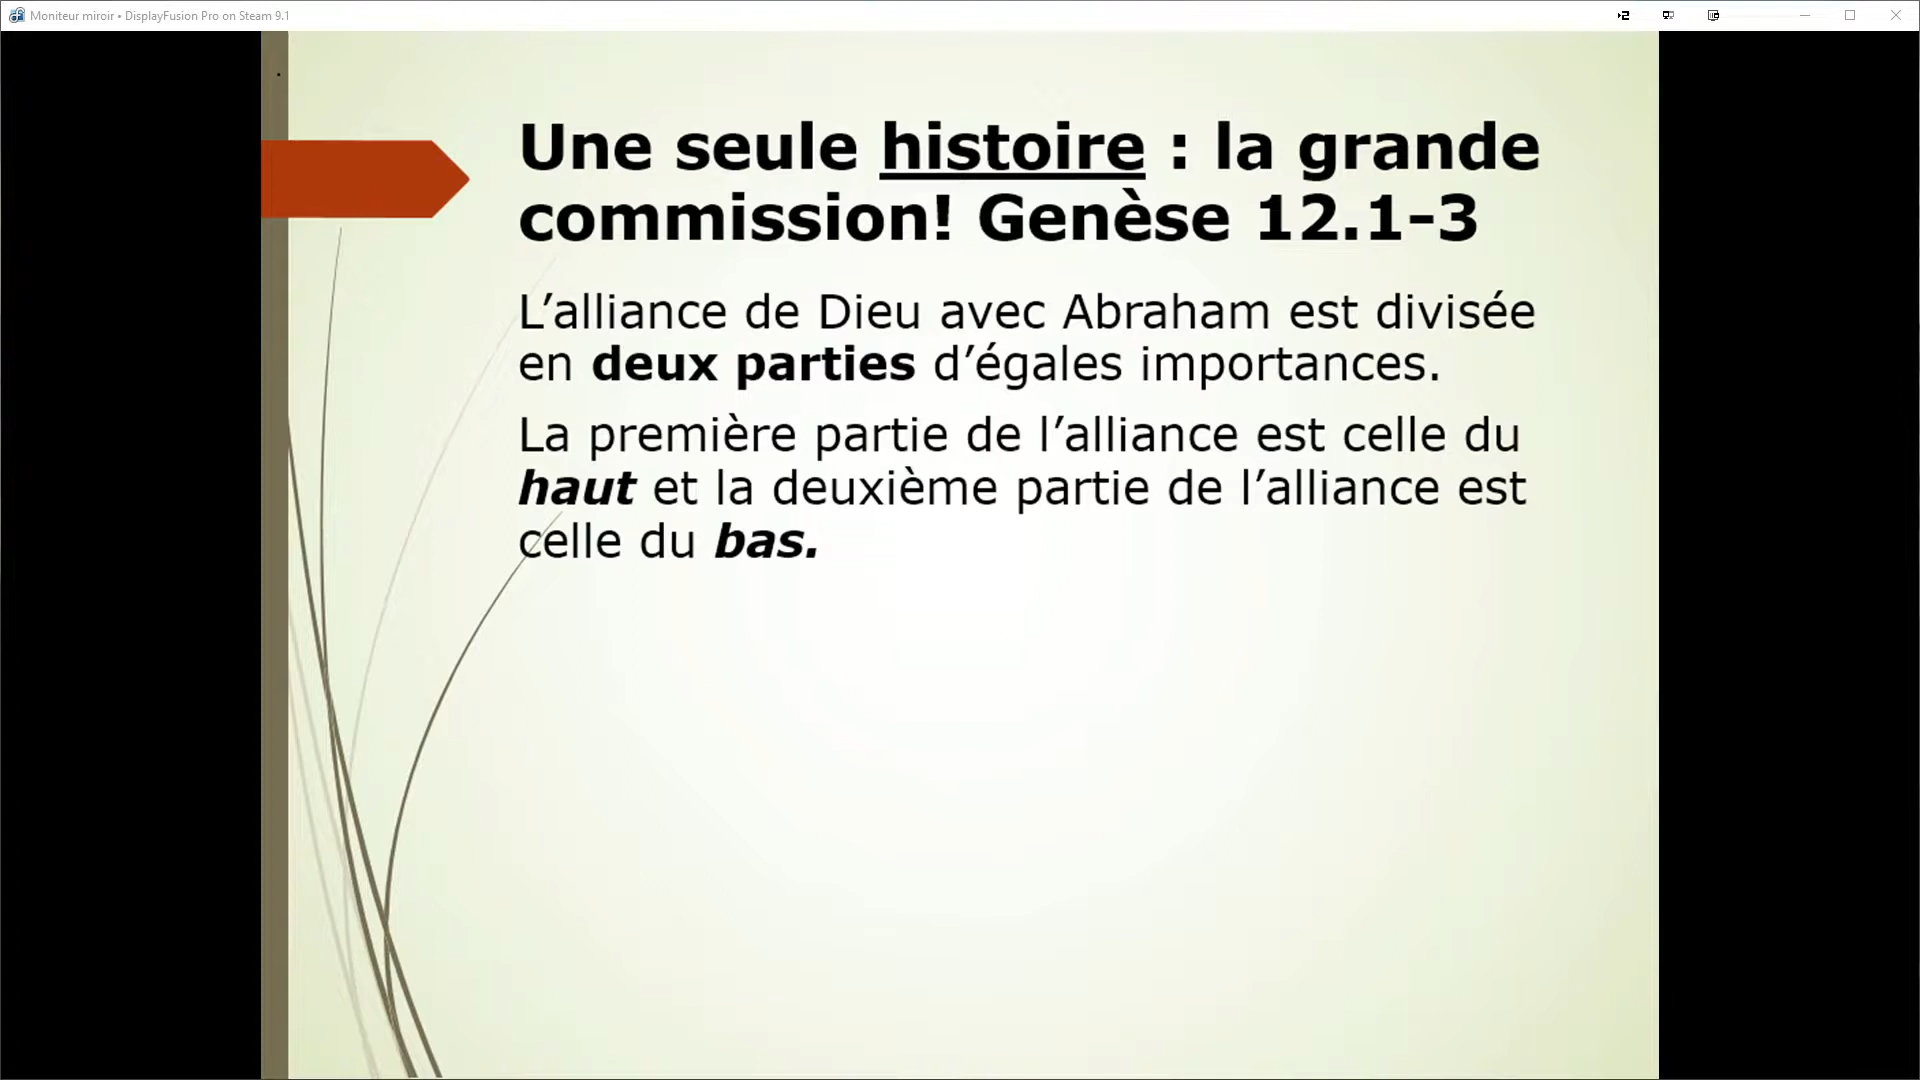 Moniteur miroir • DisplayFusion Pro on Steam 9.1
Une seule histoire : la grande
commission! Genèse 12.1-3
L’alliance de Dieu avec Abraham est divisée
en deux parties d’égales importances.
La première partie de l’alliance est celle du
haut et la deuxième partie de l’alliance est
celle du bas.